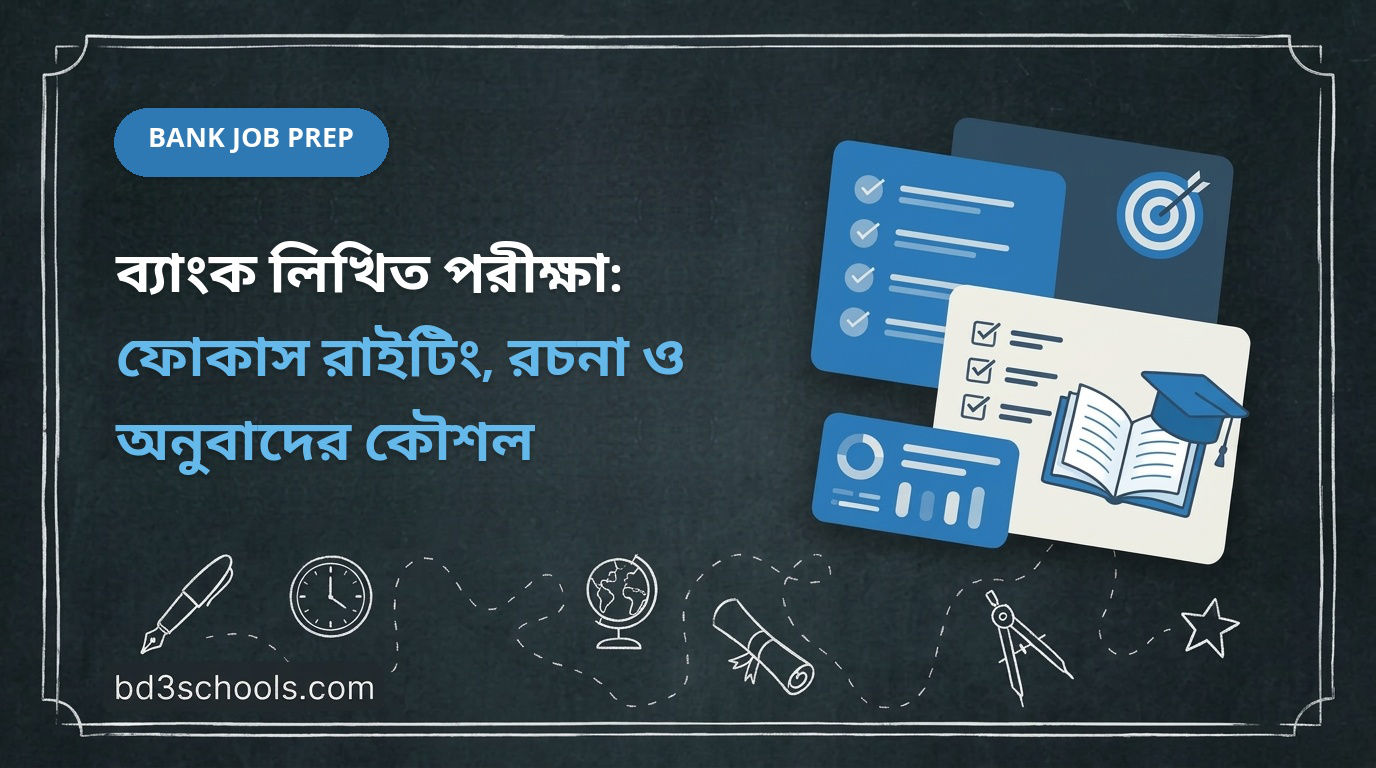 BANK JOB PREP
ব্যাংক লিখিত পরীক্ষা:
ফোকাস রাইটিং, রচনা ও
অনুবাদের কৌশল
bd3schools.com